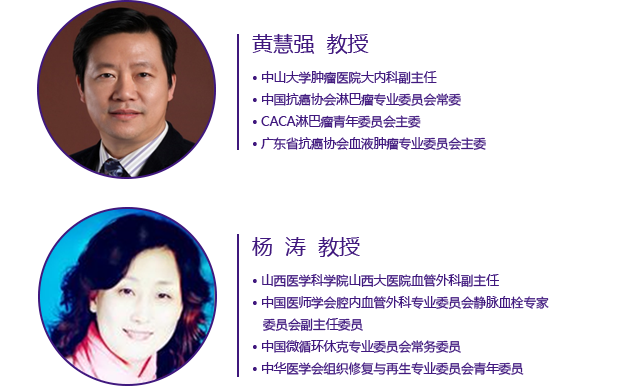 黄慧强 教授
• 中山大学肿瘤医院大内科副主任
• 中国抗癌协会淋巴瘤专业委员会常委
• CACA淋巴瘤青年委员会主委
• 广东省抗癌协会血液肿瘤专业委员会主委
杨 涛 教授
• 山西医学科学院山西大医院血管外科副主任
• 中国医师学会腔内血管外科专业委员会静脉血栓专家
委员会副主任委员
• 中国微循环休克专业委员会常务委员
• 中华医学会组织修复与再生专业委员会青年委员